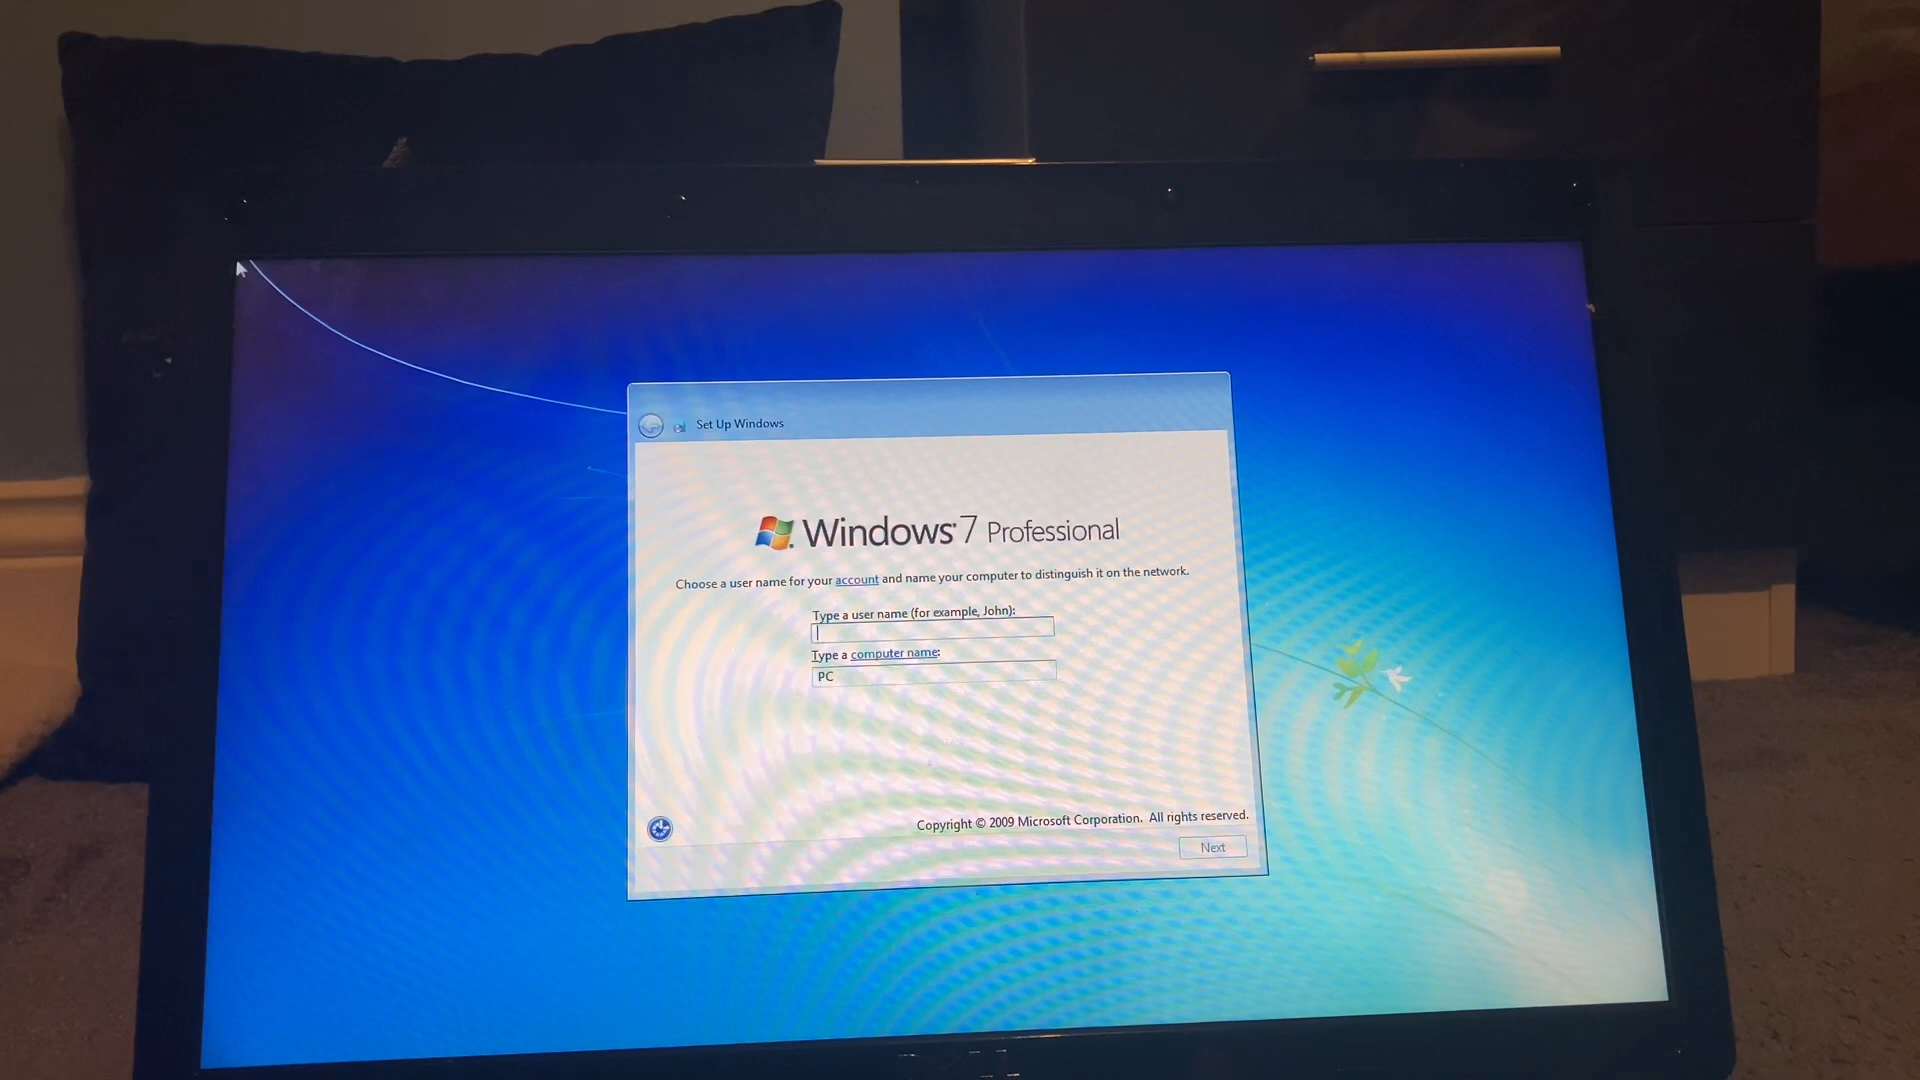 Set Up Windows
Windows 7 Professional
Choose a user name for your account and name your computer to distinguish it on the network.
Type a user name (for example, John):
Type a computer name:
PC
Copyright © 2009 Microsoft Corporation. All rights reserved.
Next